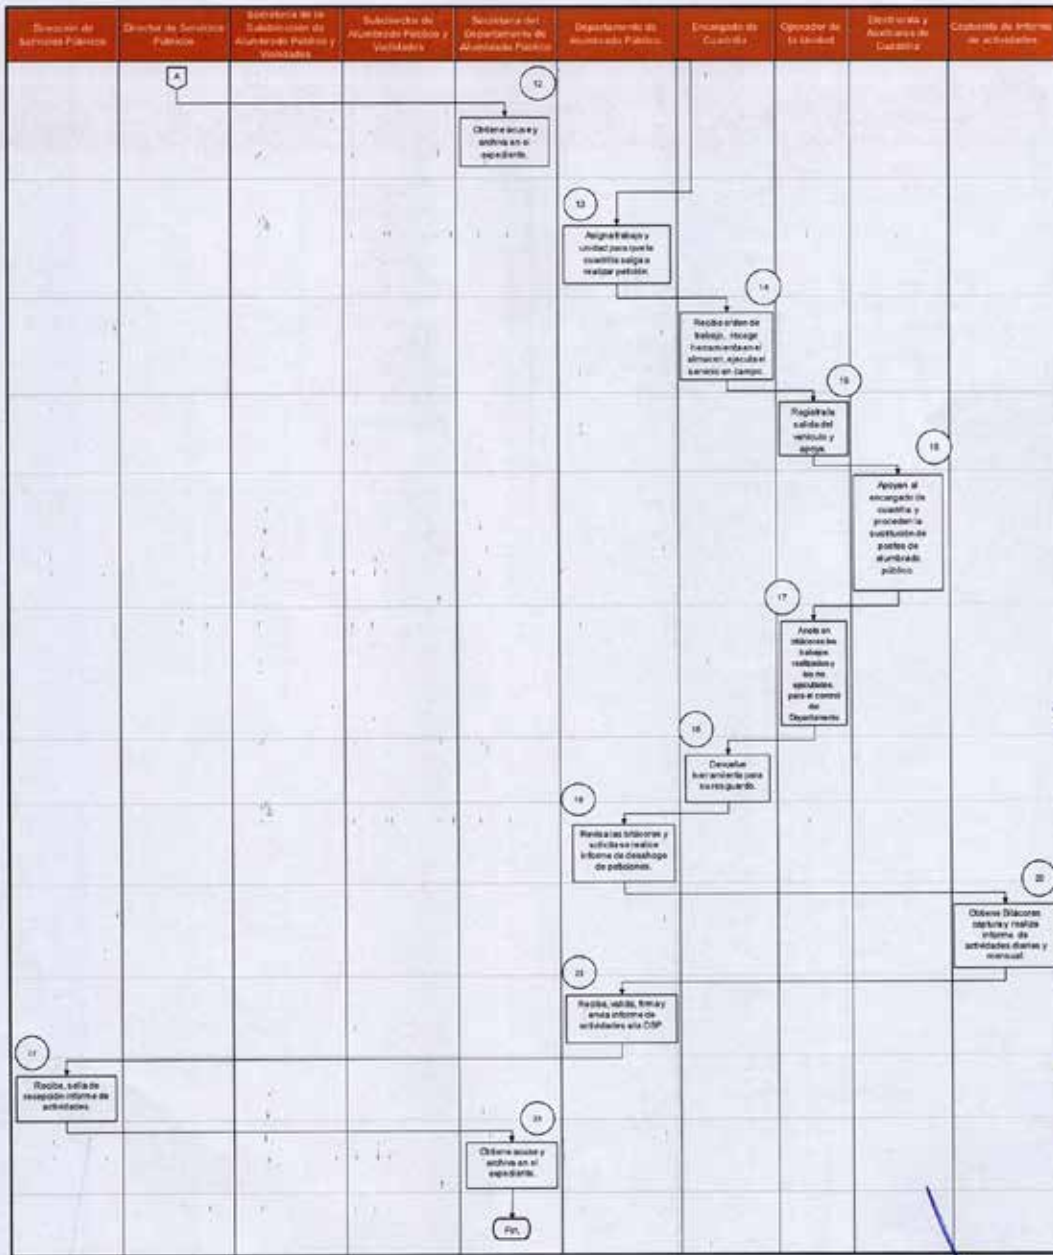 Dirección de
Servicios Públicos
Director de Servicios
Públicos
Secretaria de la
Subdirección de
Alumbrado Público y
Vialidades
Subdirector de
Alumbrado Público y
Vialidades
Secretaria del
Departamento de
Alumbrado Público
Departamento de
Alumbrado Público
Encargado de
Cuadrilla
Operador de
la Unidad
Electricista y
Auxiliares de
Cuadrilla
de Informe
de actividades
A
12
Obtiene acuse y
archiva en el
expediente.
13
Asigna trabajo y
unidad para que la
cuadrilla salga a
realizar petición.
14
Recibe orden de
trabajo, recoge
herramienta en el
almacén, ejecuta el
servicio en campo.
15
Registra la
salida del
vehículo y
apoya.
16
Apoyan al
encargado de
cuadrilla y
proceden la
sustitución de
postes de
alumbrado
público.
17
Anota en
bitácoras los
trabajos
realizados y
los no
ejecutados
para el control
del
Departamento
18
Devuelve
herramienta para
su resguardo.
19
Revisa las bitácoras y
solicita se realice
informe de desahogo
de peticiones.
20
Obtiene Bitácoras
captura y realiza
informe de
actividades diarias y
mensual.
Recibe, valida, firma y
envía informe de
actividades a la DSP.
Recibe, sella de
recepción informe de
actividades.
Obtiene acuse y
archiva en el
expediente.
Fin.